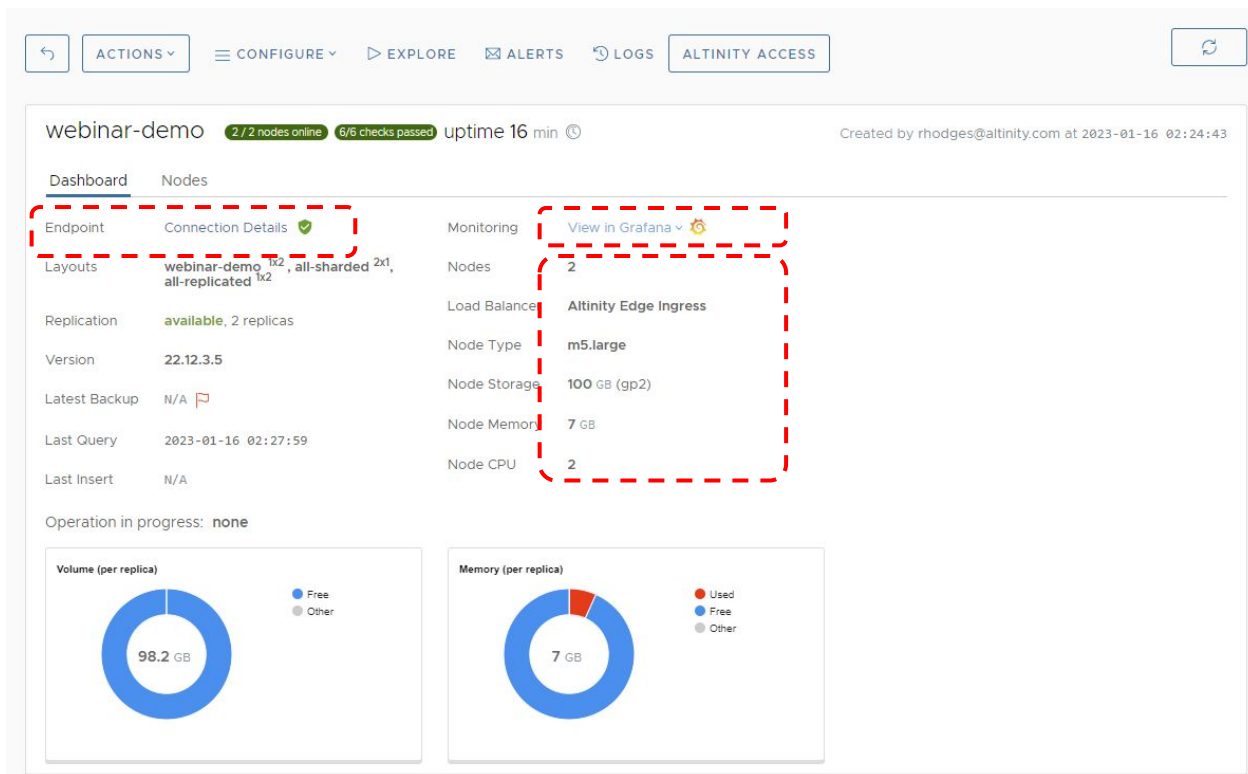 ACTIONS CONFIGURE EXPLORE ALERTS LOGS ALTINITY ACCESS
webinar-demo 2 / 2 nodes online 6/6 checks passed uptime 16 min Created by rhodges@altinity.com at 2023-01-16 02:24:43
Dashboard Nodes
Endpoint Connection Details
Layouts webinar-demo 1x2 , all-sharded 2x1,
all-replicated 1x2
Replication available, 2 replicas
Version 22.12.3.5
Latest Backup N/A
Last Query 2023-01-16 02:27:59
Last Insert N/A
Monitoring View in Grafana
Nodes 2
Load Balancer Altinity Edge Ingress
Node Type m5.large
Node Storage 100 GB (gp2)
Node Memory 7 GB
Node CPU 2
Operation in progress: none
Volume (per replica)
Free
Other
98.2 GB
Memory (per replica)
Used
Free
Other
7 GB